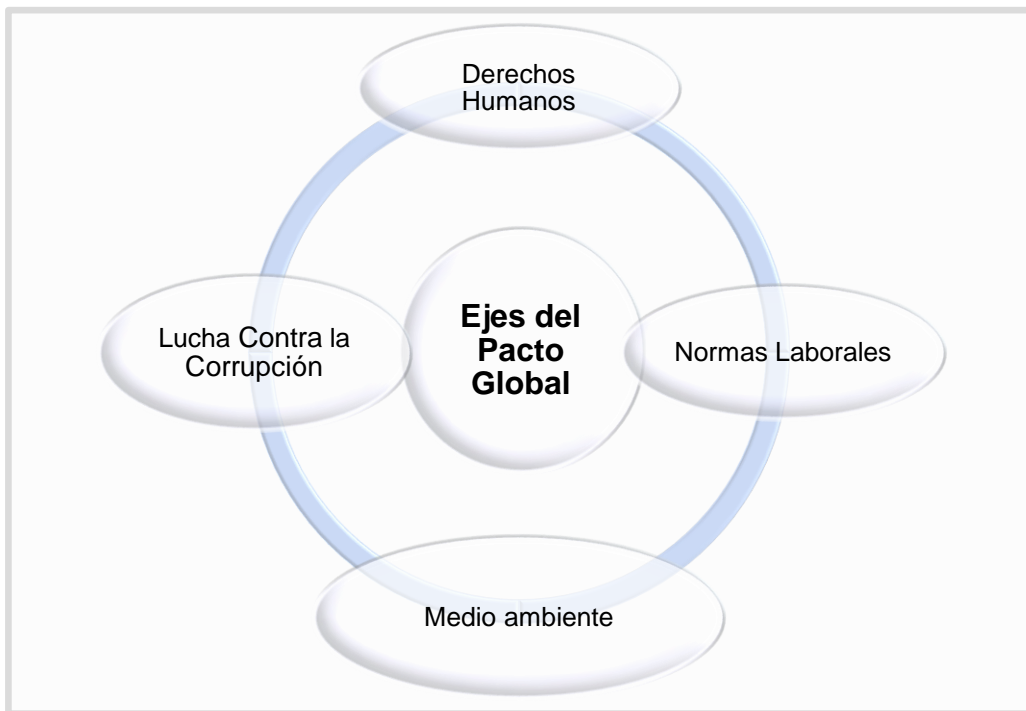 Derechos
Humanos
Lucha Contra la
Corrupción
Ejes del
Pacto
Global
Normas Laborales
Medio ambiente